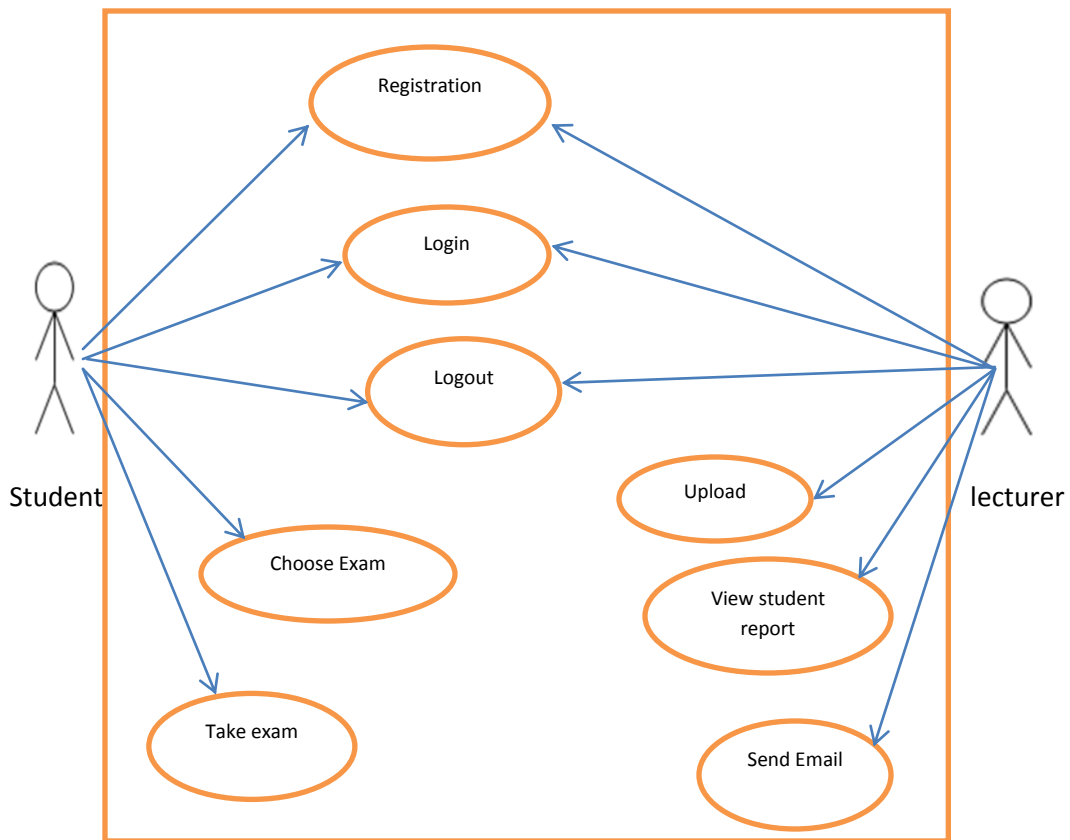 Registration
Login
Logout
Student
Upload
lecturer
Choose Exam
View student
report
Take exam
Send Email